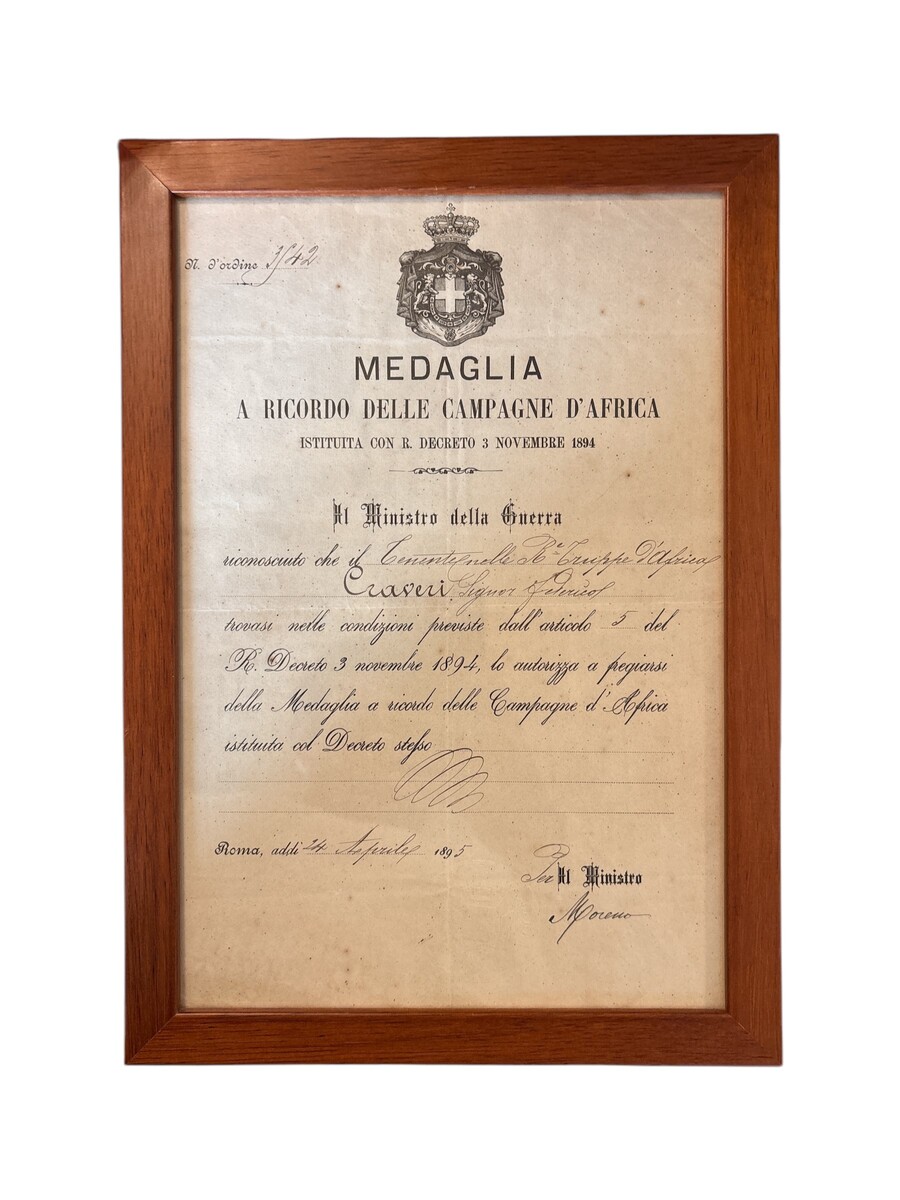 N. d'ordine 1542
MEDAGLIA
A RICORDO DELLE CAMPAGNE D'AFRICA
ISTITUITA CON R. DECRETO 3 NOVEMBRE 1894
Il Ministro della Guerra
riconosciuto che il Tenente nelle Re Truppe d'Africa
Craveri Signor Federico
trovasi nelle condizioni previste dall'articolo 5 del
R. Decreto 3 novembre 1894, lo autorizza a fregiarsi
della Medaglia a ricordo delle Campagne d'Africa
istituita col Decreto stesso
Roma, addì 24 Aprile 1895
Per Il Ministro
Moreno